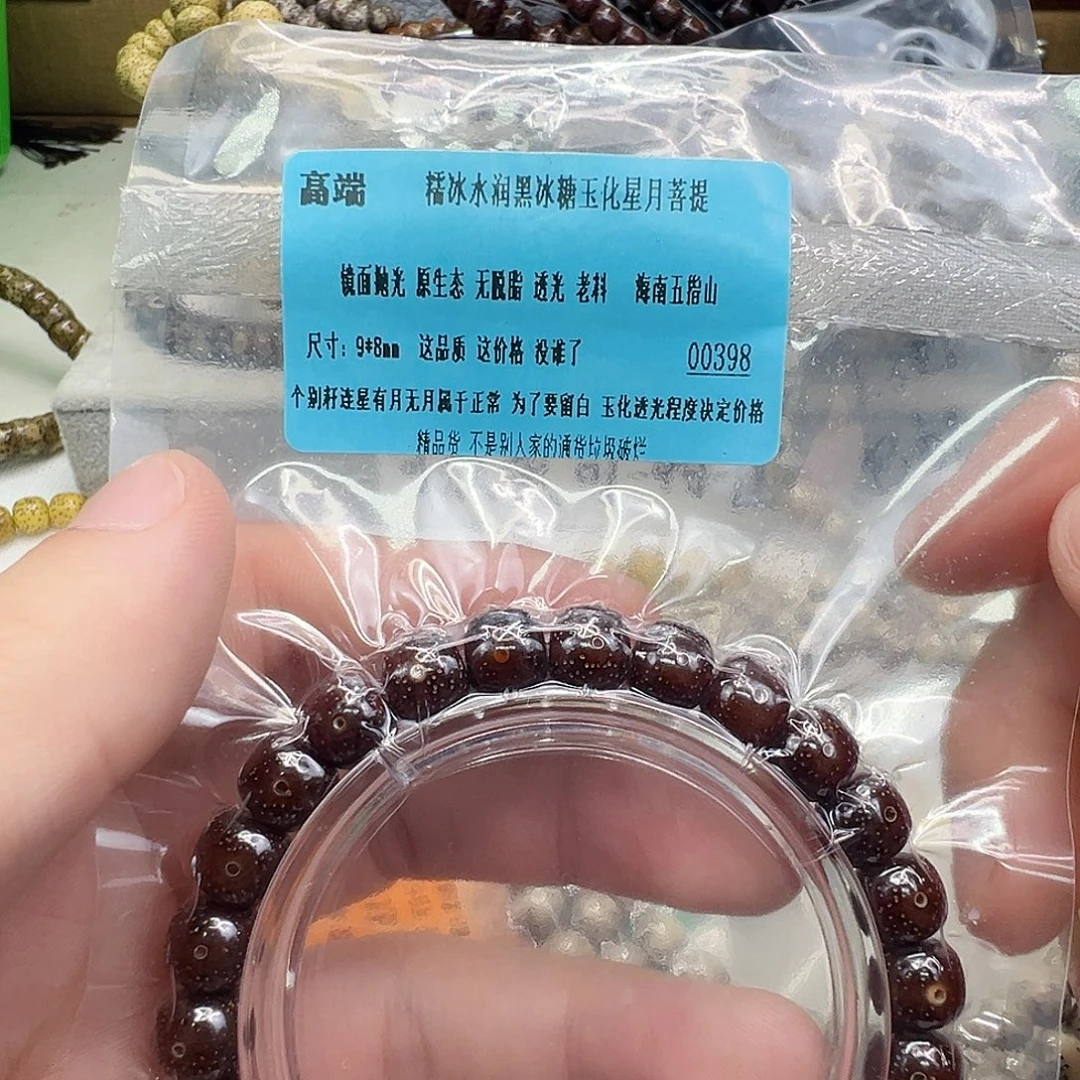 高端 糯冰水润黑冰糖玉化星月菩提
镜面抛光 原生态 无脱脂 透光 老料 海南五指山
尺寸：9*8mm 这品质 这价格 没谁了 00398
个别籽连星有月无月属于正常 为了要留白 玉化透光程度决定价格
精品货 不是别人家的通货垃圾破烂